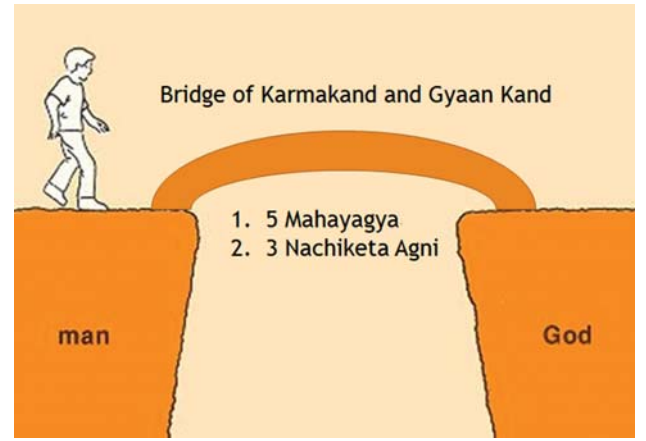 Bridge of Karmakand and Gyaan Kand
1. 5 Mahayagya
2. 3 Nachiketa Agni
man
God